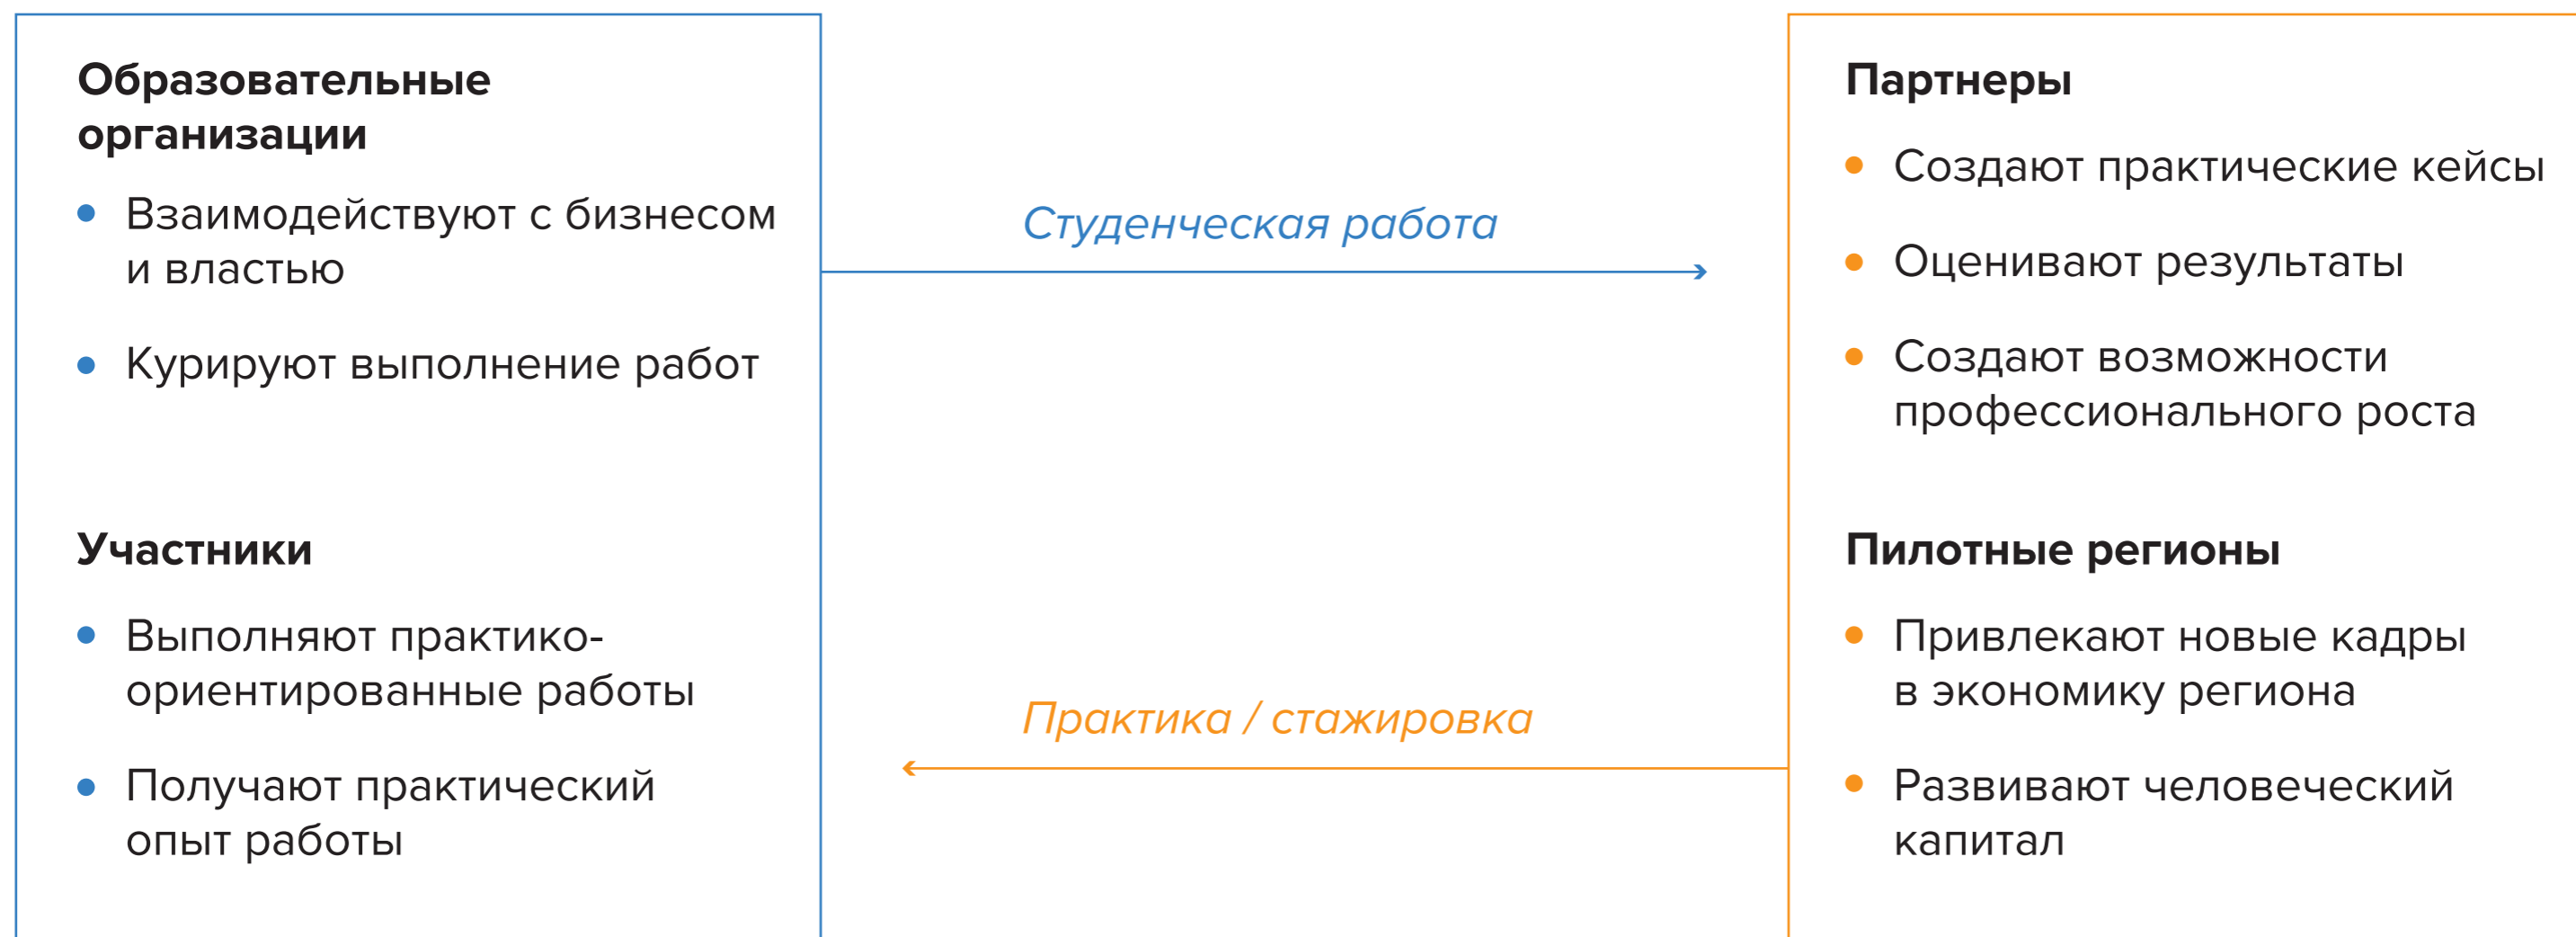 Образовательные
организации
Взаимодействуют с бизнесом
и властью
Курируют выполнение работ
Участники
Выполняют практико-
ориентированные работы
Получают практический
опыт работы
Студенческая работа
Практика / стажировка
Партнеры
Создают практические кейсы
Оценивают результаты
Создают возможности
профессионального роста
Пилотные регионы
Привлекают новые кадры
в экономику региона
Развивают человеческий
капитал